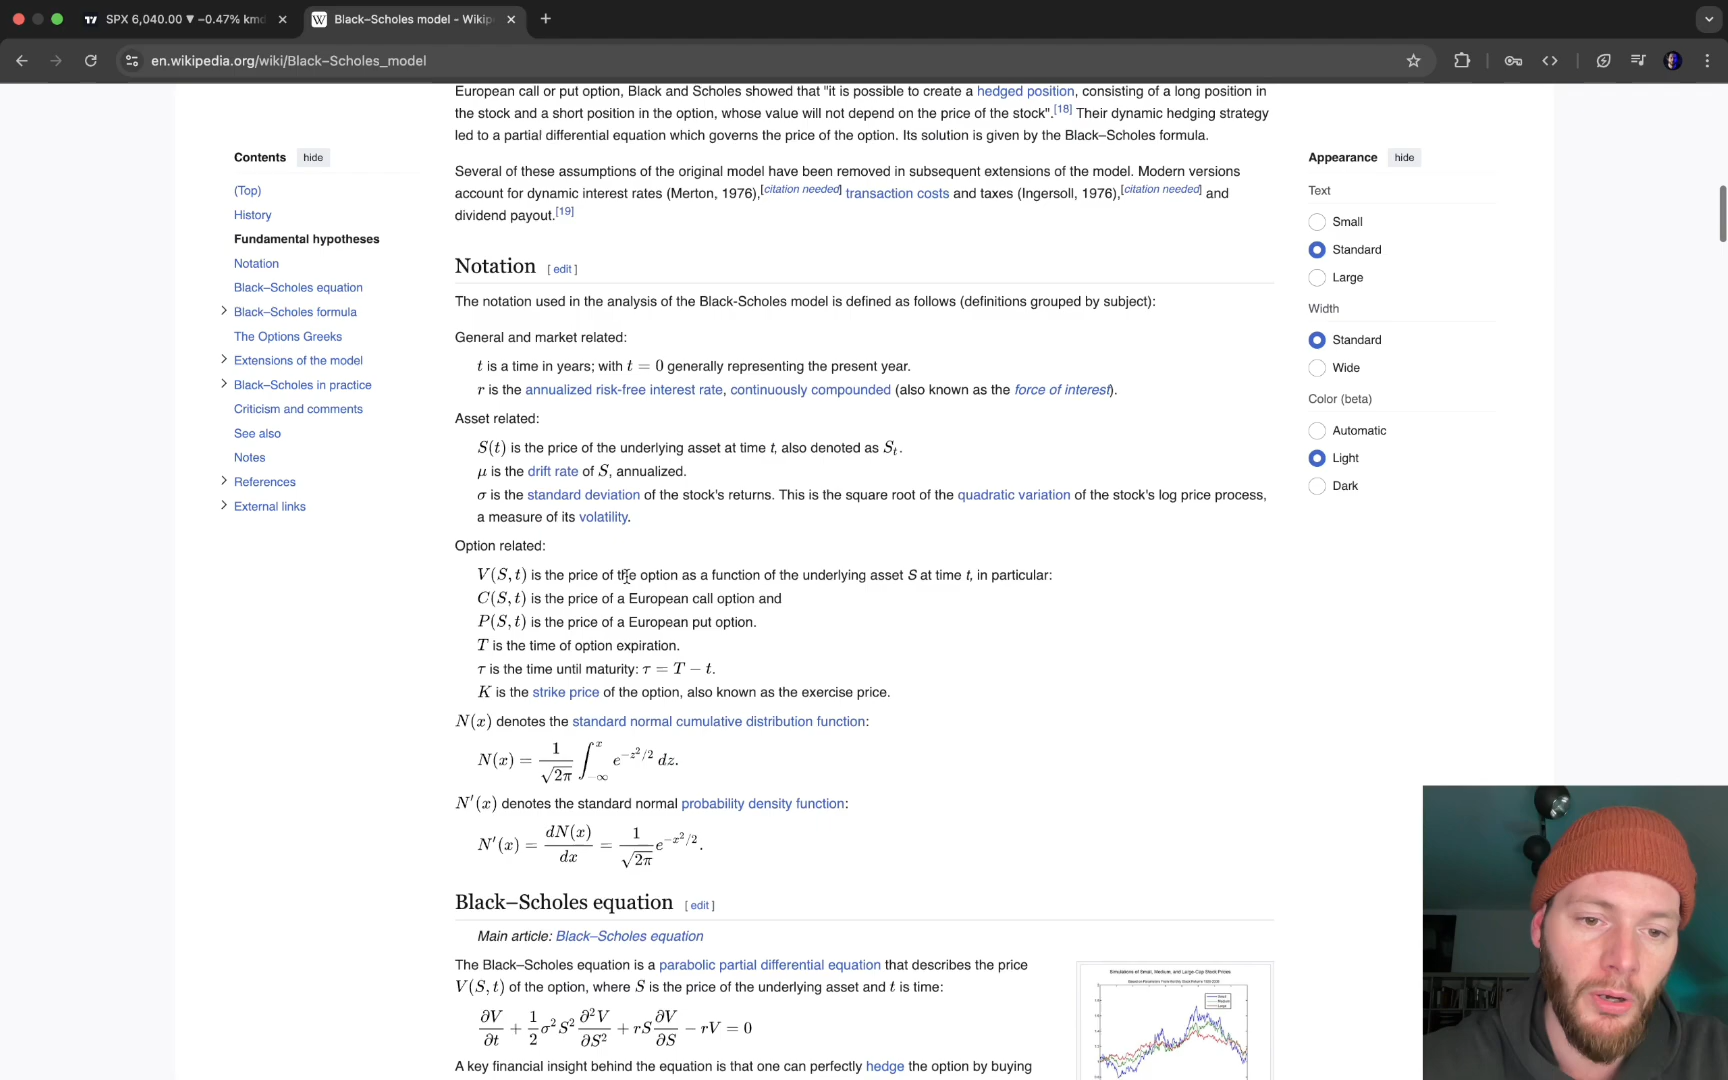 SPX 6,040.00 ▼ −0.47% kmd
Black–Scholes model - Wikip
en.wikipedia.org/wiki/Black–Scholes_model
European call or put option, Black and Scholes showed that "it is possible to create a hedged position, consisting of a long position in
the stock and a short position in the option, whose value will not depend on the price of the stock".[18] Their dynamic hedging strategy
led to a partial differential equation which governs the price of the option. Its solution is given by the Black–Scholes formula.
Several of these assumptions of the original model have been removed in subsequent extensions of the model. Modern versions
account for dynamic interest rates (Merton, 1976),[citation needed] transaction costs and taxes (Ingersoll, 1976),[citation needed] and
dividend payout.[19]
Contents hide
(Top)
History
Fundamental hypotheses
Notation
Black–Scholes equation
Black–Scholes formula
The Options Greeks
Extensions of the model
Black–Scholes in practice
Criticism and comments
See also
Notes
References
External links
Notation [ edit ]
The notation used in the analysis of the Black-Scholes model is defined as follows (definitions grouped by subject):
General and market related:
t is a time in years; with t = 0 generally representing the present year.
r is the annualized risk-free interest rate, continuously compounded (also known as the force of interest).
Asset related:
S(t) is the price of the underlying asset at time t, also denoted as Sₜ.
μ is the drift rate of S, annualized.
σ is the standard deviation of the stock's returns. This is the square root of the quadratic variation of the stock's log price process,
a measure of its volatility.
Option related:
V(S, t) is the price of the option as a function of the underlying asset S at time t, in particular:
C(S, t) is the price of a European call option and
P(S, t) is the price of a European put option.
T is the time of option expiration.
τ is the time until maturity: τ = T − t.
K is the strike price of the option, also known as the exercise price.
N(x) denotes the standard normal cumulative distribution function:
N(x) = 1/√2π ∫₋∞ˣ e^(−z²/2) dz.
N′(x) denotes the standard normal probability density function:
N′(x) = dN(x)/dx = 1/√2π e^(−x²/2).
Black–Scholes equation [ edit ]
Main article: Black–Scholes equation
The Black–Scholes equation is a parabolic partial differential equation that describes the price
V(S, t) of the option, where S is the price of the underlying asset and t is time:
∂V/∂t + 1/2 σ²S² ∂²V/∂S² + rS ∂V/∂S − rV = 0
A key financial insight behind the equation is that one can perfectly hedge the option by buying
Simulations of Small, Medium, and Large-Cap Stock Prices
Appearance hide
Text
Small
Standard
Large
Width
Standard
Wide
Color (beta)
Automatic
Light
Dark